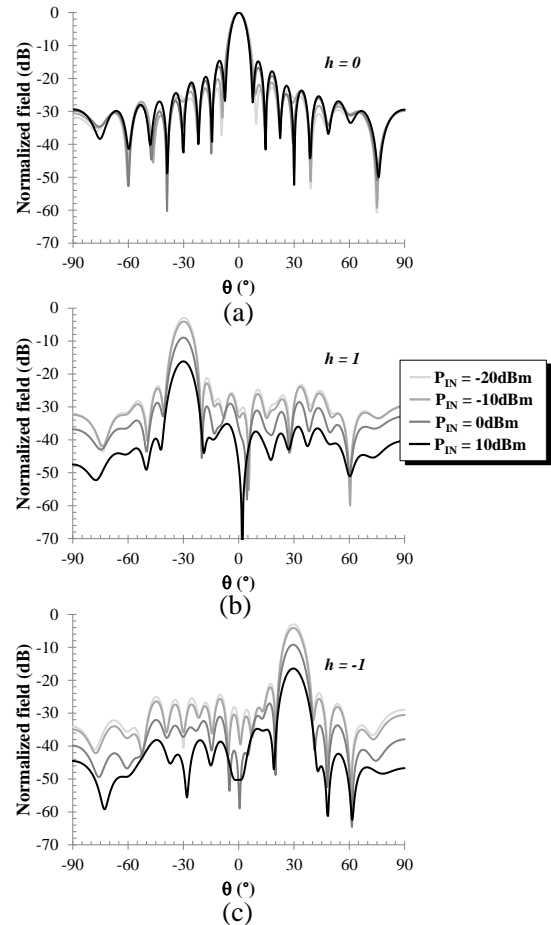 0
-10
-20
-30
-40
-50
-60
-70
Normalized field (dB)
h = 0
-90 -60 -30 0 30 60 90
θ (°)
(a)
0
-10
-20
-30
-40
-50
-60
-70
Normalized field (dB)
h = 1
-90 -60 -30 0 30 60 90
θ (°)
(b)
P_IN = -20dBm
P_IN = -10dBm
P_IN = 0dBm
P_IN = 10dBm
0
-10
-20
-30
-40
-50
-60
-70
Normalized field (dB)
h = -1
-90 -60 -30 0 30 60 90
θ (°)
(c)